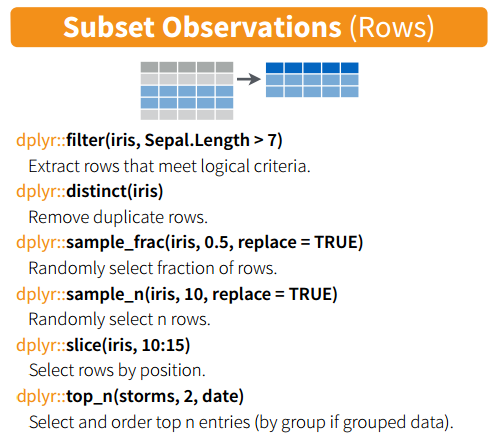 Subset Observations (Rows)
dplyr::filter(iris, Sepal.Length > 7)
Extract rows that meet logical criteria.
dplyr::distinct(iris)
Remove duplicate rows.
dplyr::sample_frac(iris, 0.5, replace = TRUE)
Randomly select fraction of rows.
dplyr::sample_n(iris, 10, replace = TRUE)
Randomly select n rows.
dplyr::slice(iris, 10:15)
Select rows by position.
dplyr::top_n(storms, 2, date)
Select and order top n entries (by group if grouped data).